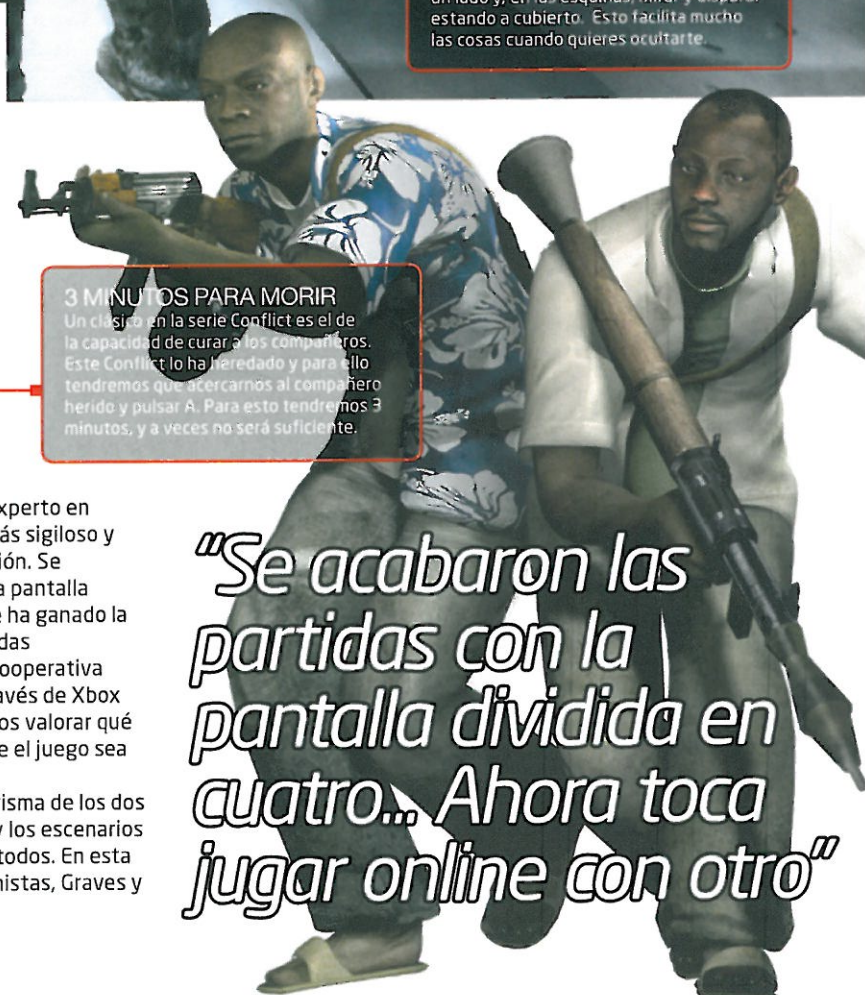 estando a cubierto. Esto facilita mucho
las cosas cuando quieres ocultarte.
3 MINUTOS PARA MORIR
Un clásico en la serie Conflict es el de
la capacidad de curar a los compañeros.
Este Conflict lo ha heredado y para ello
tendremos que acercarnos al compañero
herido y pulsar A. Para esto tendremos 3
minutos, y a veces no será suficiente.
xperto en
ás sigiloso y
ión. Se
a pantalla
e ha ganado la
das
ooperativa
avés de Xbox
os valorar qué
e el juego sea
isma de los dos
y los escenarios
todos. En esta
nistas, Graves y
"Se acabaron las
partidas con la
pantalla dividida en
cuatro... Ahora toca
jugar online con otro"